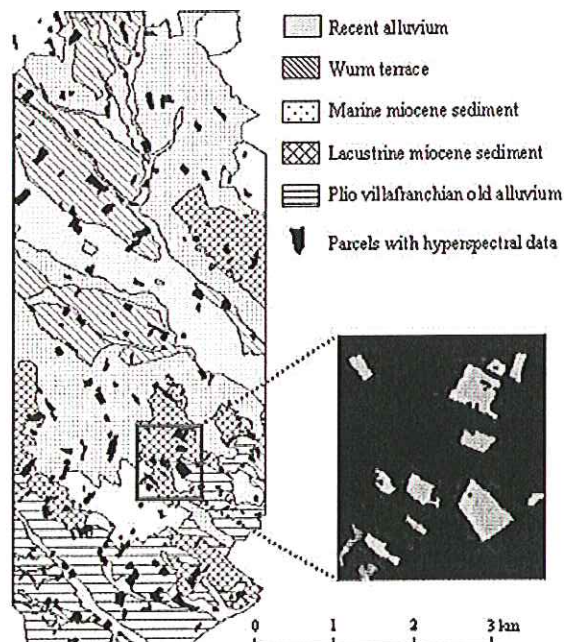 Recent alluvium
Wurm terrace
Marine miocene sediment
Lacustrine miocene sediment
Plio villafranchian old alluvium
Parcels with hyperspectral data
0 1 2 3 km